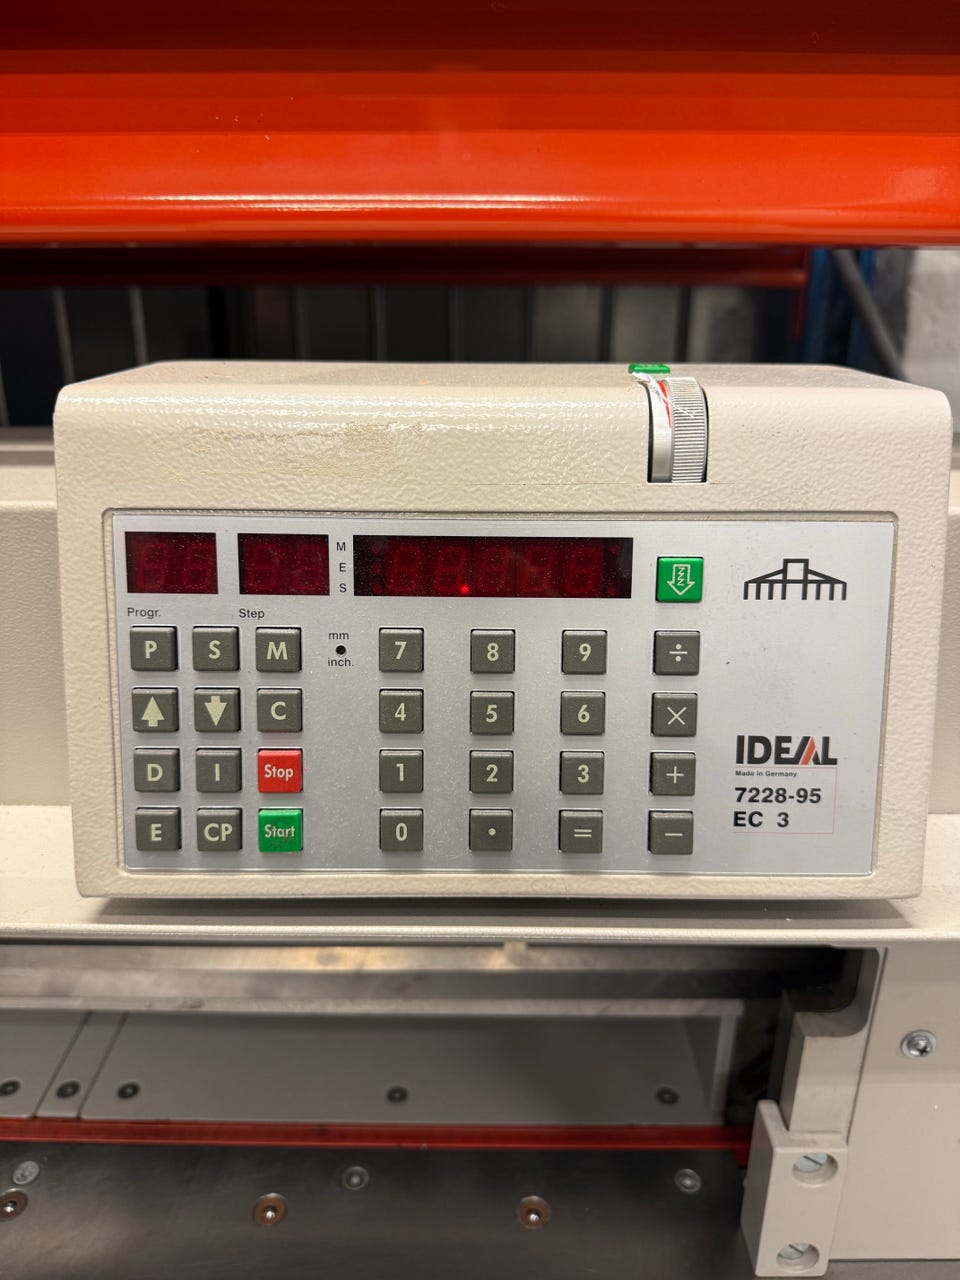 M
E
S
Progr. Step
P S M
mm
inch.
7 8 9 ÷
C
4 5 6 ×
D I Stop
1 2 3 +
E CP Start
0 . = −
IDEAL
Made in Germany
7228-95
EC 3